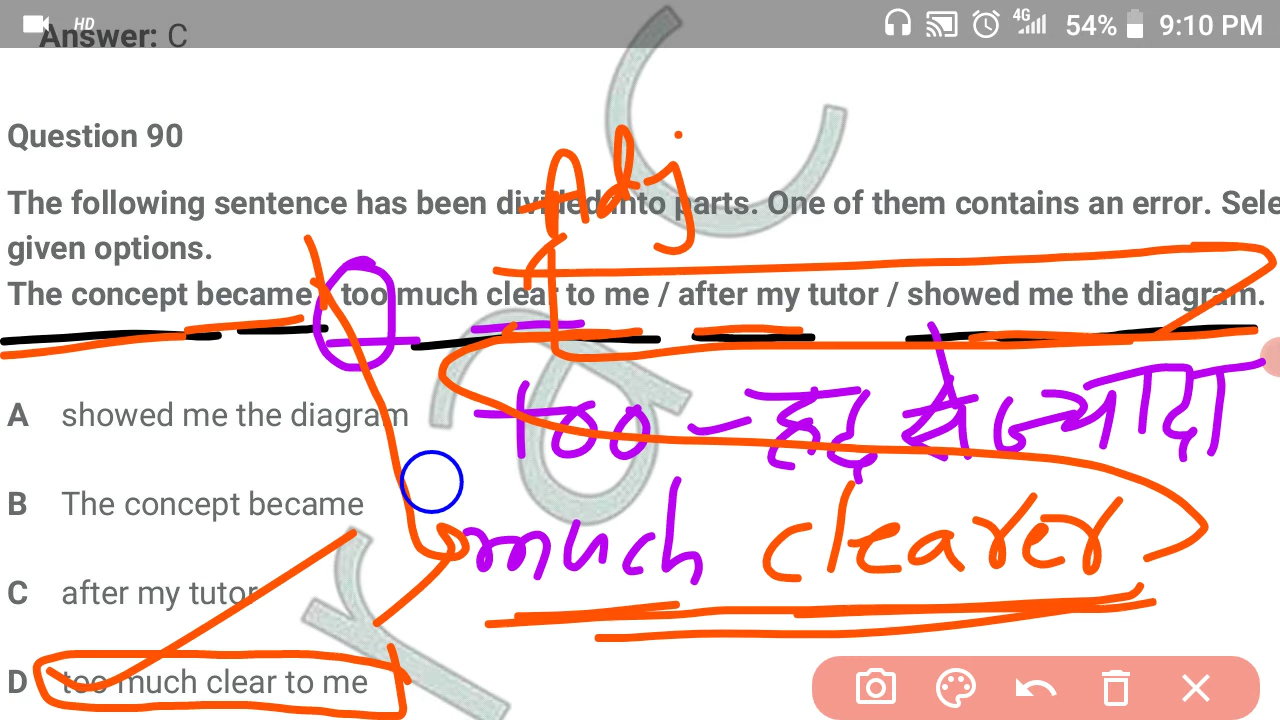 HD 4G 54% 9:10 PM
Answer: C
Question 90
Adj
The following sentence has been divided into parts. One of them contains an error. Sele
given options.
The concept became / too much clear to me / after my tutor / showed me the diagram.
A showed me the diagram
too - हद से ज्यादा
B The concept became
much clearer
C after my tutor
D too much clear to me